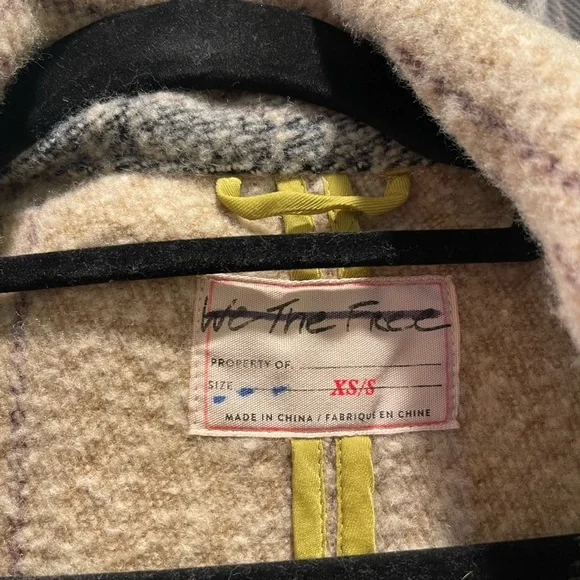 We The Free
PROPERTY OF
SIZE XS/S
MADE IN CHINA / FABRIQUÉ EN CHINE